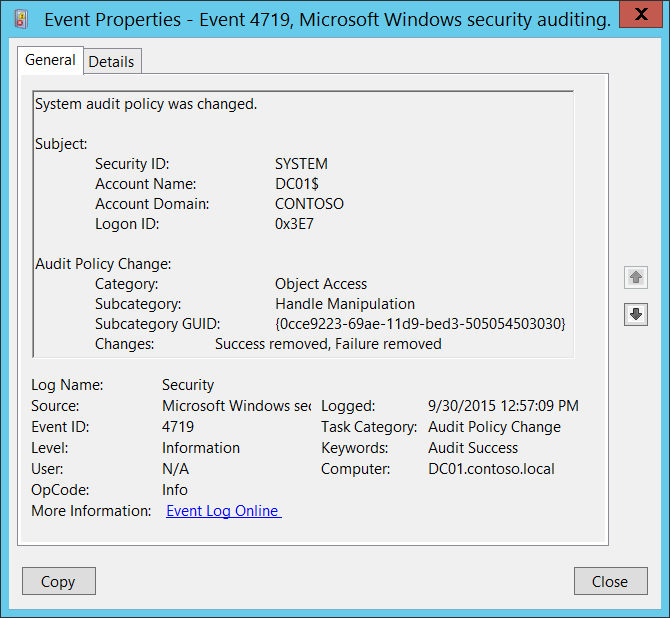 Event Properties - Event 4719, Microsoft Windows security auditing.
X
General Details
System audit policy was changed.
Subject:
Security ID: SYSTEM
Account Name: DC01$
Account Domain: CONTOSO
Logon ID: 0x3E7
Audit Policy Change:
Category: Object Access
Subcategory: Handle Manipulation
Subcategory GUID: {0cce9223-69ae-11d9-bed3-505054503030}
Changes: Success removed, Failure removed
Log Name: Security
Source: Microsoft Windows sec Logged: 9/30/2015 12:57:09 PM
Event ID: 4719 Task Category: Audit Policy Change
Level: Information Keywords: Audit Success
User: N/A Computer: DC01.contoso.local
OpCode: Info
More Information: Event Log Online
Copy Close